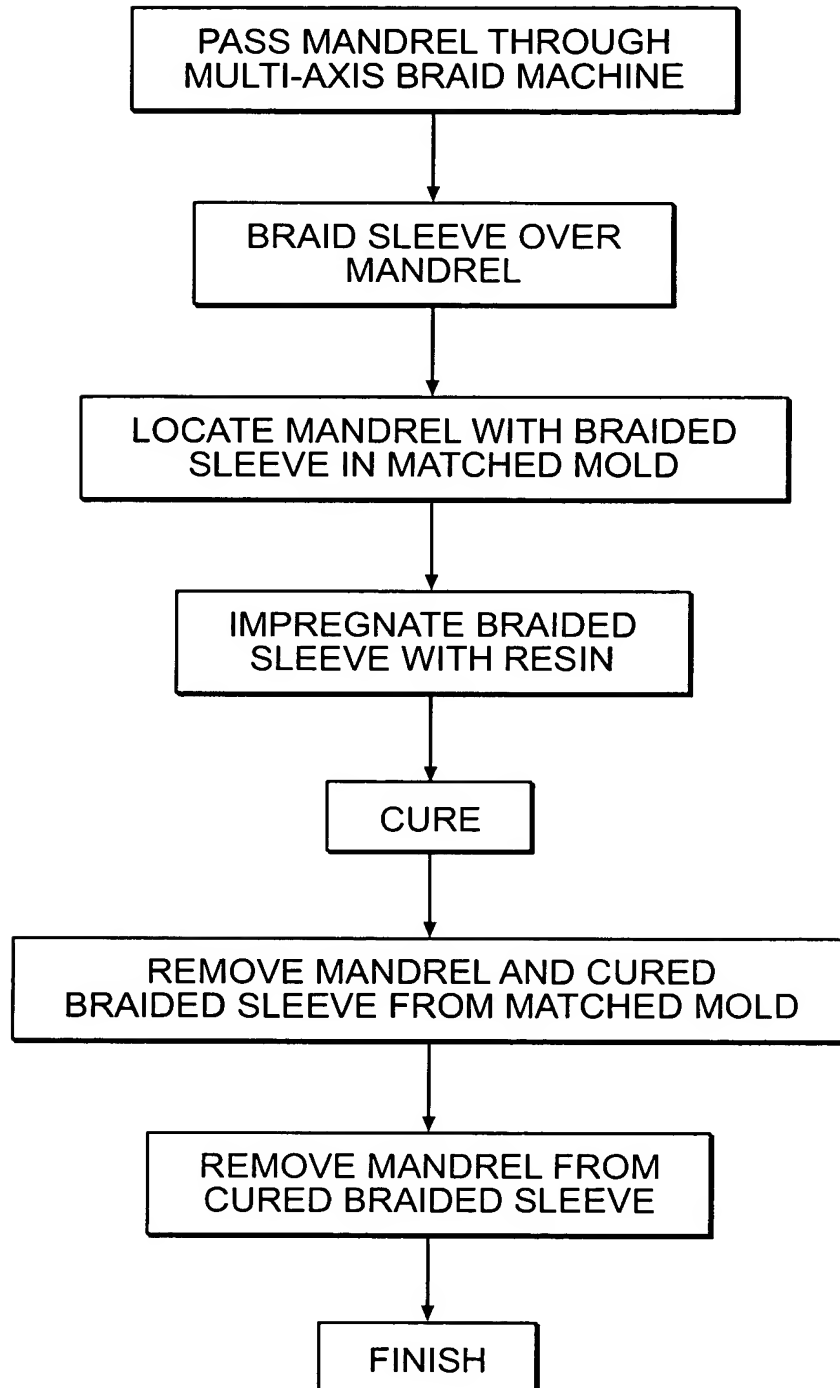 PASS MANDREL THROUGH
MULTI-AXIS BRAID MACHINE
BRAID SLEEVE OVER
MANDREL
LOCATE MANDREL WITH BRAIDED
SLEEVE IN MATCHED MOLD
IMPREGNATE BRAIDED
SLEEVE WITH RESIN
CURE
REMOVE MANDREL AND CURED
BRAIDED SLEEVE FROM MATCHED MOLD
REMOVE MANDREL FROM
CURED BRAIDED SLEEVE
FINISH